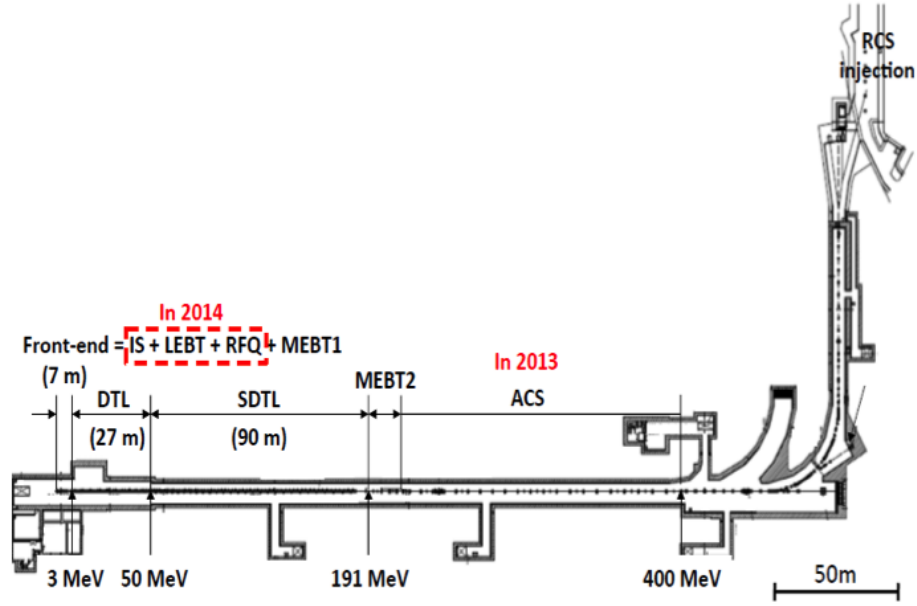 RCS
injection
In 2014
Front-end = IS + LEBT + RFQ + MEBT1
(7 m)
In 2013
MEBT2
DTL
SDTL
ACS
(27 m)
(90 m)
3 MeV
50 MeV
191 MeV
400 MeV
50m